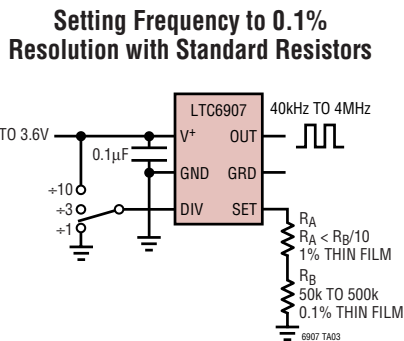 Setting Frequency to 0.1%
Resolution with Standard Resistors
LTC6907
40kHz TO 4MHz
TO 3.6V
V+
OUT
0.1µF
GND
GRD
÷10
÷3
÷1
DIV
SET
RA
RA < RB/10
1% THIN FILM
RB
50k TO 500k
0.1% THIN FILM
6907 TA03